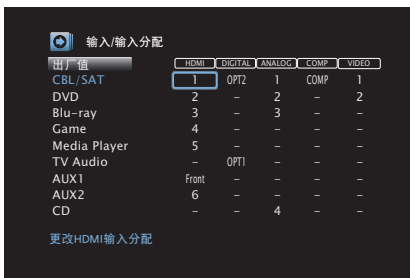 输入/输入分配
出厂值 HDMI DIGITAL ANALOG COMP VIDEO
CBL/SAT 1 OPT2 1 COMP 1
DVD 2 – 2 – 2
Blu-ray 3 – 3 – –
Game 4 – – – –
Media Player 5 – – – –
TV Audio – OPT1 – – –
AUX1 Front – – – –
AUX2 6 – – – –
CD – – 4 – –
更改HDMI输入分配